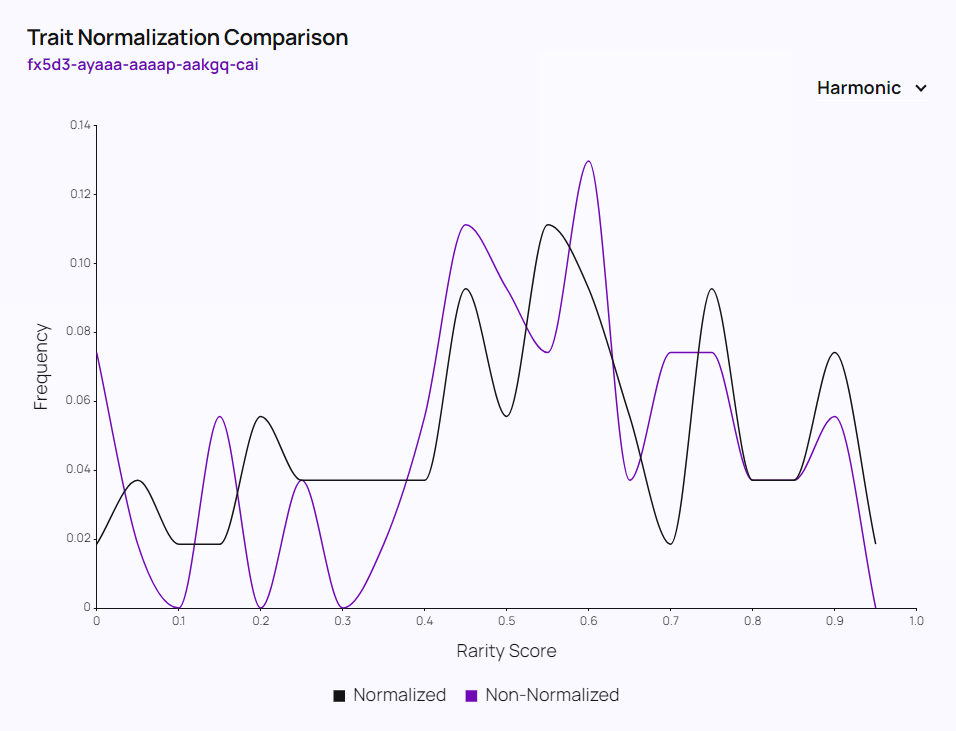 Trait Normalization Comparison
fx5d3-ayaaa-aaaap-aakgq-cai
Harmonic
0.14
0.12
0.10
0.08
0.06
0.04
0.02
0
Frequency
0 0.1 0.2 0.3 0.4 0.5 0.6 0.7 0.8 0.9 1.0
Rarity Score
Normalized Non-Normalized